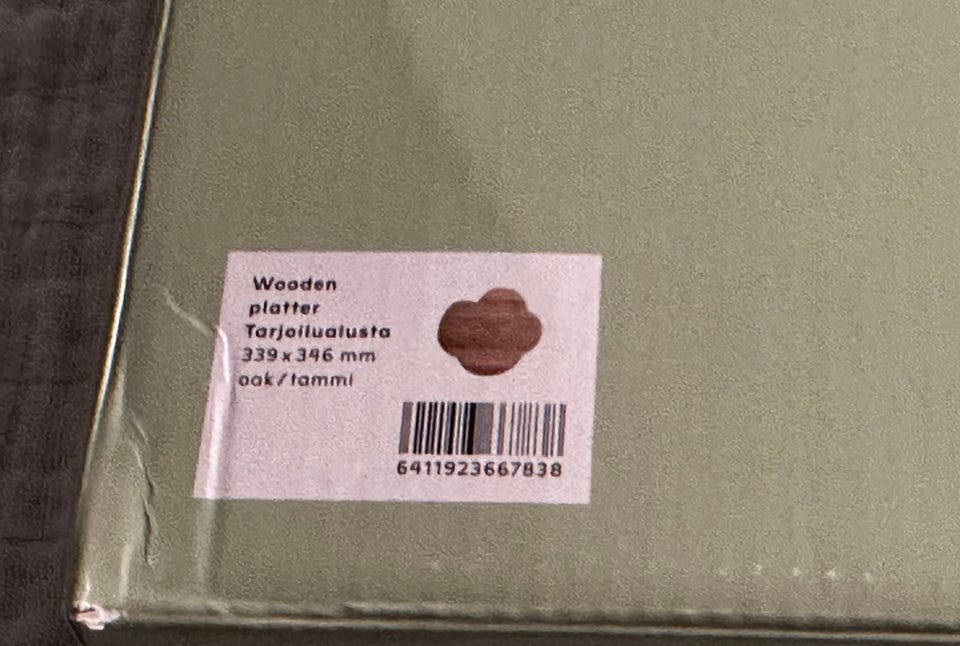 Wooden
platter
Tarjoilualusta
339 x 346 mm
oak / tammi
6411923667838